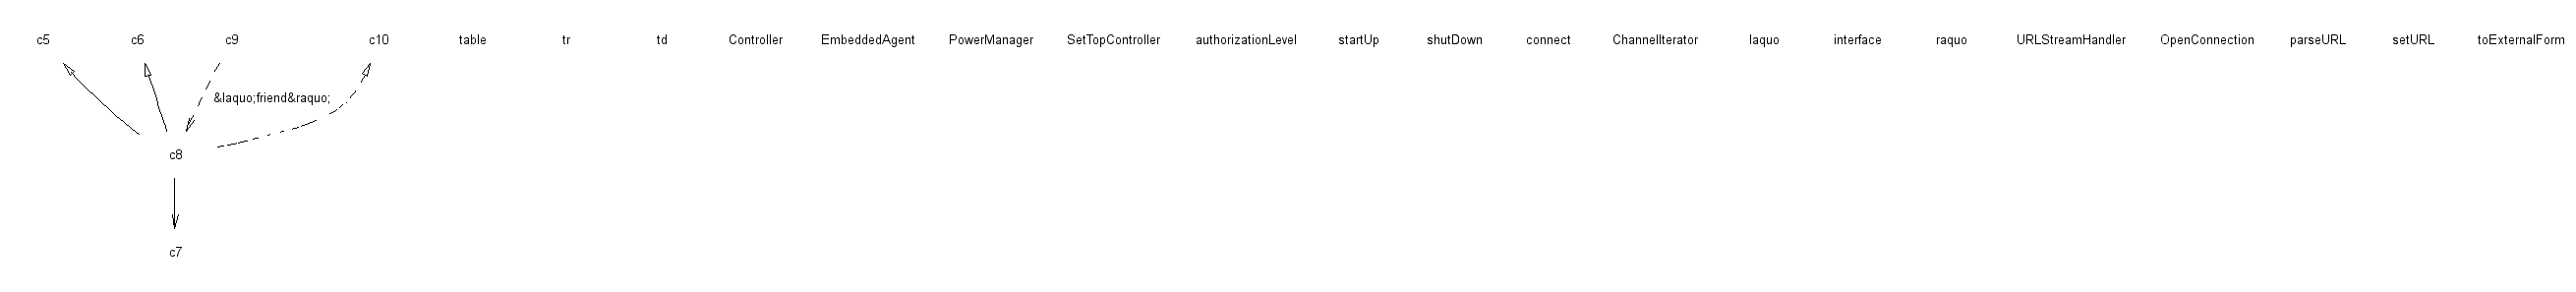 c5 c6 c9 c10 table tr td Controller EmbeddedAgent PowerManager SetTopController authorizationLevel startUp shutDown connect ChannelIterator laquo interface raquo URLStreamHandler OpenConnection parseURL setURL toExternalForm
&laquo;friend&raquo;
c8
c7